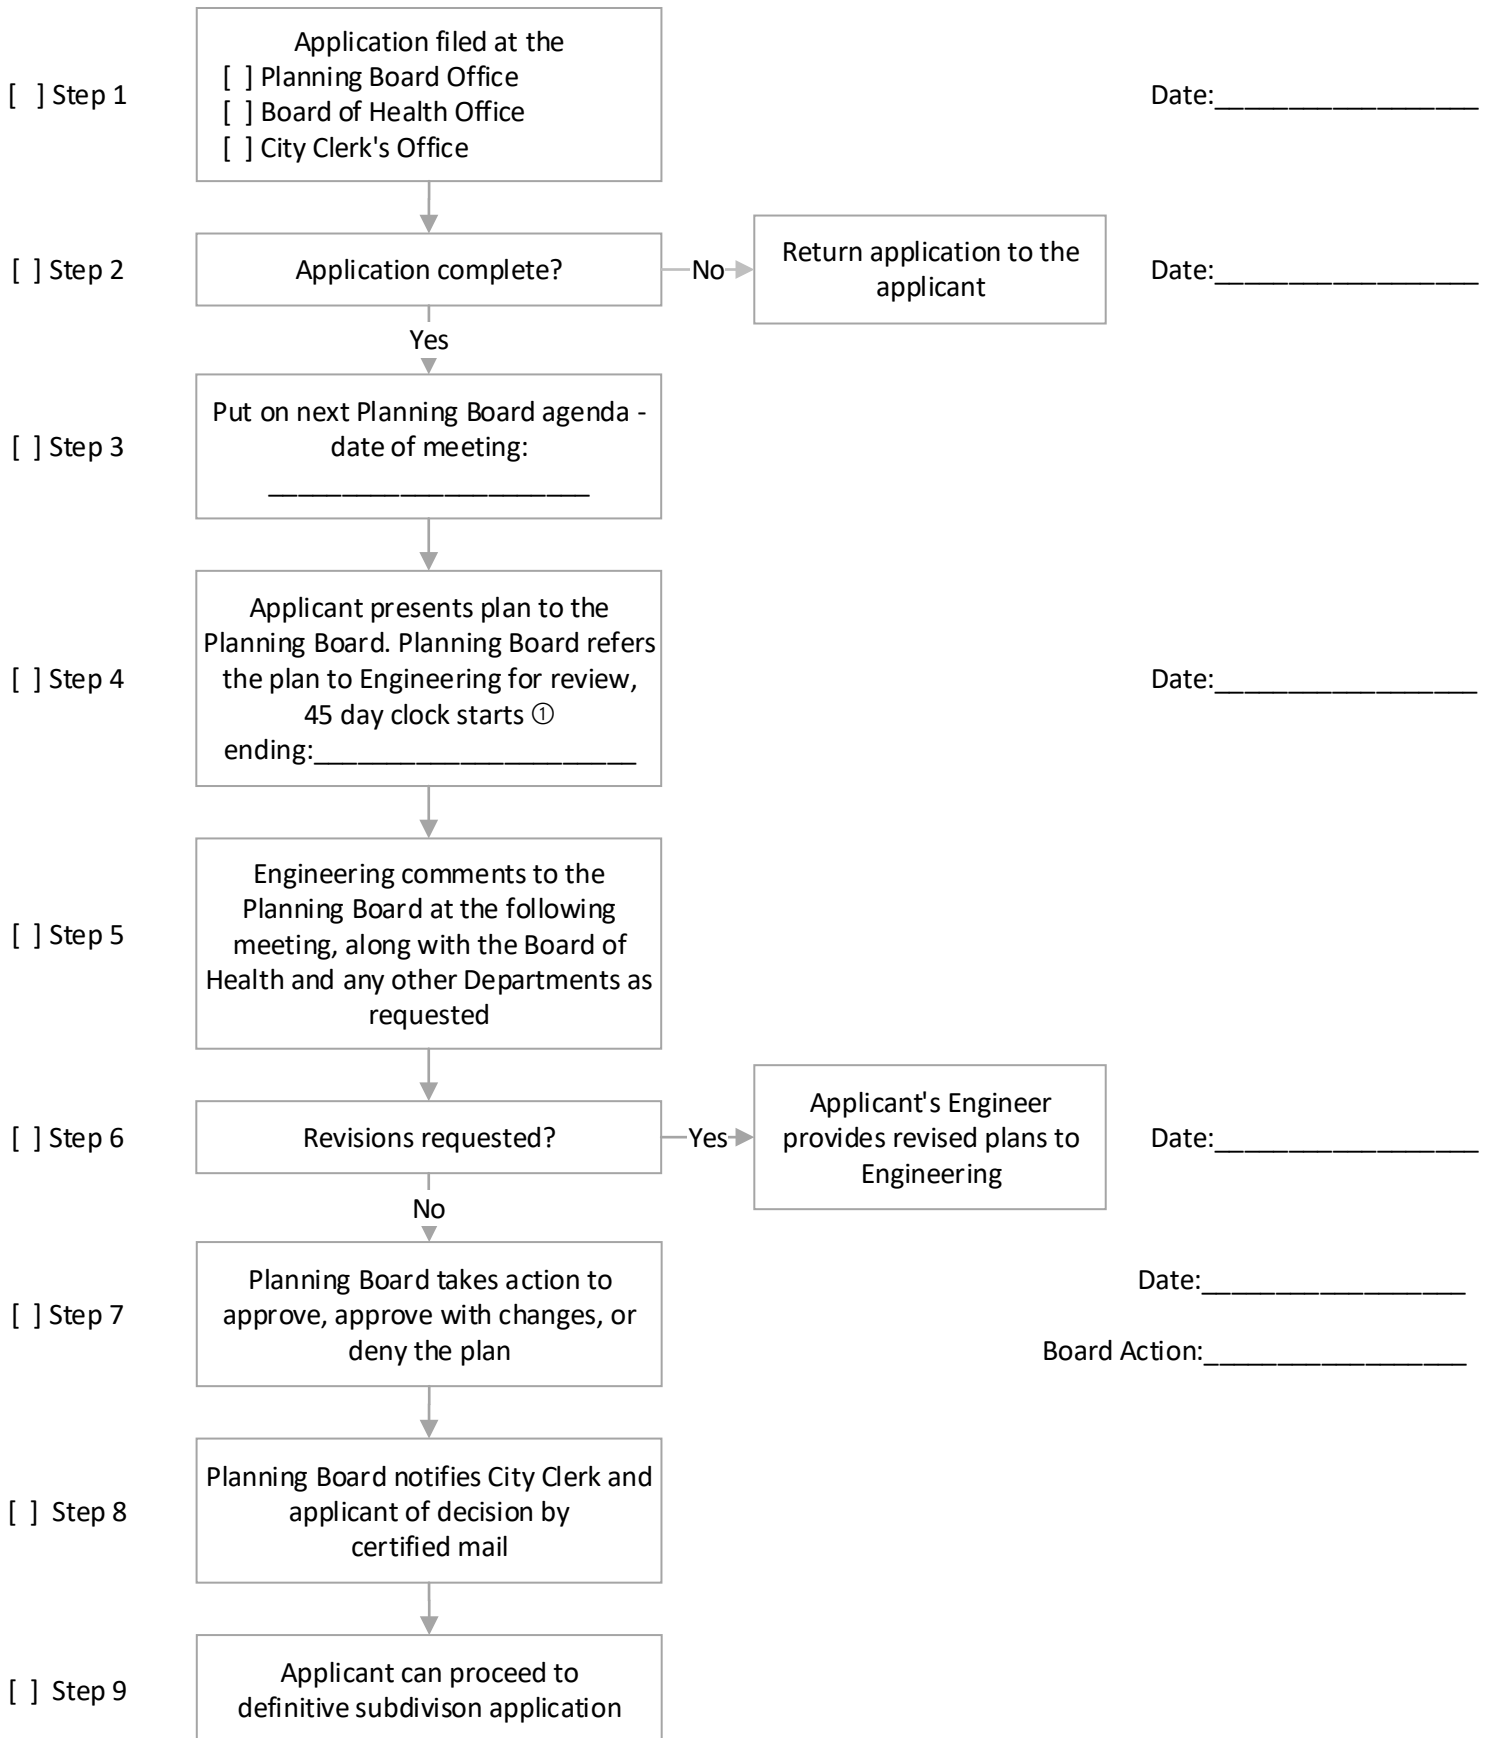 Application filed at the
[ ] Planning Board Office
[ ] Step 1
[ ] Board of Health Office
[ ] City Clerk's Office
Date:__________________
[ ] Step 2
Application complete?
No
Return application to the
applicant
Date:__________________
Yes
[ ] Step 3
Put on next Planning Board agenda -
date of meeting:
______________________
[ ] Step 4
Applicant presents plan to the
Planning Board. Planning Board refers
the plan to Engineering for review,
45 day clock starts ①
ending:______________________
Date:__________________
[ ] Step 5
Engineering comments to the
Planning Board at the following
meeting, along with the Board of
Health and any other Departments as
requested
[ ] Step 6
Revisions requested?
Yes
Applicant's Engineer
provides revised plans to
Engineering
Date:__________________
No
[ ] Step 7
Planning Board takes action to
approve, approve with changes, or
deny the plan
Date:__________________
Board Action:__________________
[ ] Step 8
Planning Board notifies City Clerk and
applicant of decision by
certified mail
[ ] Step 9
Applicant can proceed to
definitive subdivison application